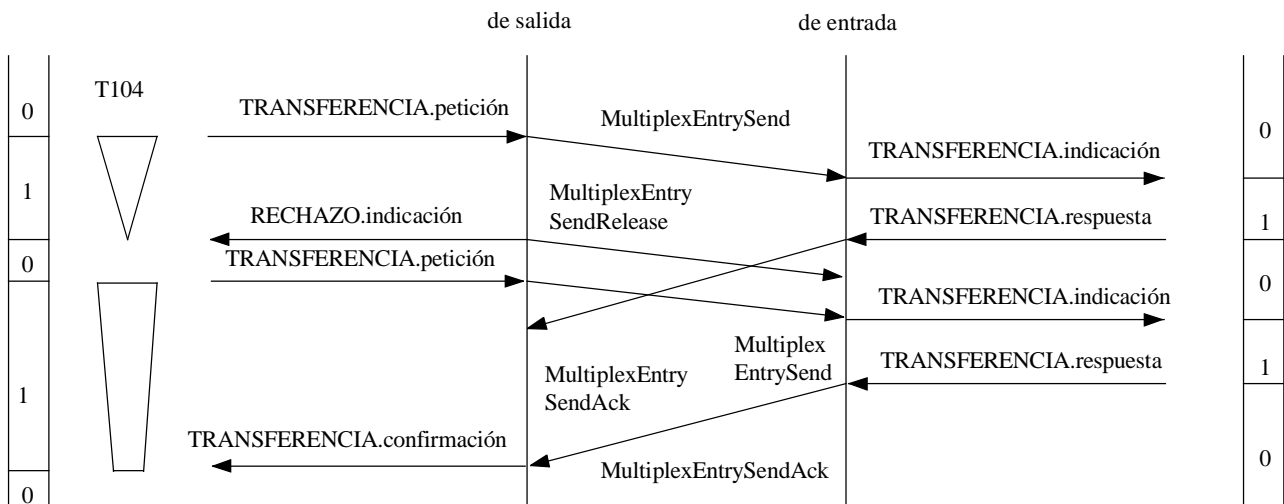 de salida
de entrada
T104
0
TRANSFERENCIA.petición
MultiplexEntrySend
0
TRANSFERENCIA.indicación
1
MultiplexEntry
SendRelease
RECHAZO.indicación
TRANSFERENCIA.respuesta
1
0
TRANSFERENCIA.petición
0
TRANSFERENCIA.indicación
Multiplex
EntrySend
TRANSFERENCIA.respuesta
1
1
MultiplexEntry
SendAck
TRANSFERENCIA.confirmación
MultiplexEntrySendAck
0
0